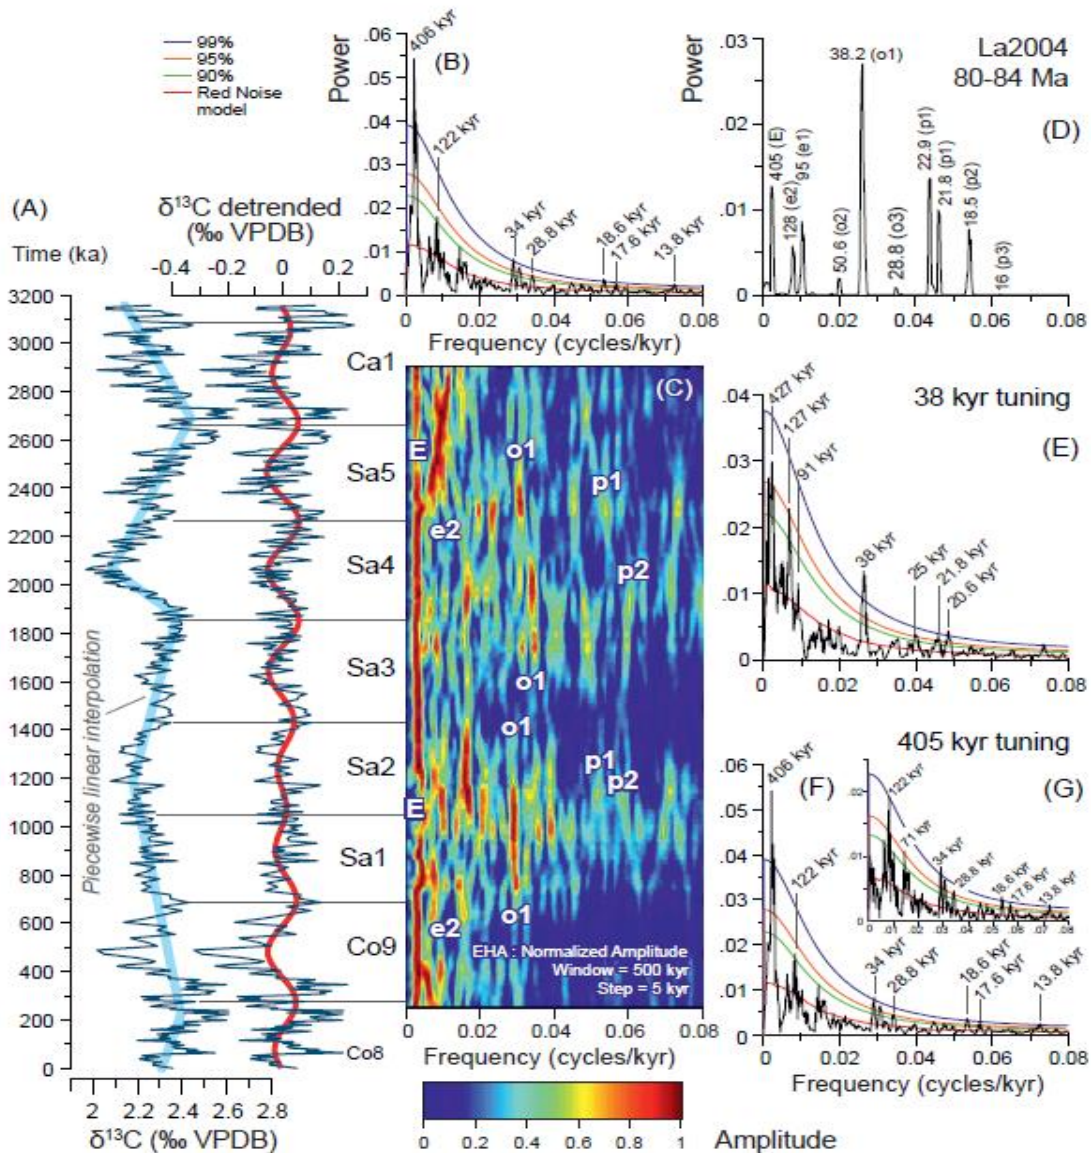 99%
95%
90%
Red Noise
model
(A)
δ¹³C detrended
(‰ VPDB)
Time (ka)
-0.4 0 0.2
3200
3000
2800
2600
2400
2200
2000
1800
1600
1400
1200
1000
800
600
400
200
0
Piecewise linear interpolation
2 2.2 2.4 2.6 2.8
δ¹³C (‰ VPDB)
Ca1
Sa5
Sa4
Sa3
Sa2
Sa1
Co9
Co8
(B)
Power
.06
.05
.04
.03
.02
.01
0
406 kyr
122 kyr
34 kyr
28.8 kyr
18.6 kyr
17.6 kyr
13.8 kyr
0 0.02 0.04 0.06 0.08
Frequency (cycles/kyr)
(C)
E
o1
p1
e2
p2
o1
o1
p1
p2
E
o1
e2
EHA : Normalized Amplitude
Window = 500 kyr
Step = 5 kyr
0 0.02 0.04 0.06 0.08
Frequency (cycles/kyr)
0 0.2 0.4 0.6 0.8 1
Amplitude
La2004
80-84 Ma
(D)
Power
.03
.02
.01
0
405 (E)
128 (e2)
95 (e1)
50.6 (o2)
38.2 (o1)
28.8 (o3)
22.9 (p1)
21.8 (p1)
18.5 (p2)
16 (p3)
0 0.02 0.04 0.06 0.08
38 kyr tuning
(E)
.04
.03
.02
.01
0
427 kyr
127 kyr
91 kyr
38 kyr
25 kyr
21.8 kyr
20.6 kyr
0 0.02 0.04 0.06 0.08
405 kyr tuning
(F)
.06
.05
.04
.03
.02
.01
0
406 kyr
122 kyr
34 kyr
28.8 kyr
18.6 kyr
17.6 kyr
13.8 kyr
0 0.02 0.04 0.06 0.08
Frequency (cycles/kyr)
(G)
.02
.01
0
122 kyr
71 kyr
34 kyr
28.8 kyr
18.6 kyr
17.6 kyr
13.8 kyr
0 .01 .02 .03 .04 .05 .06 .07 .08